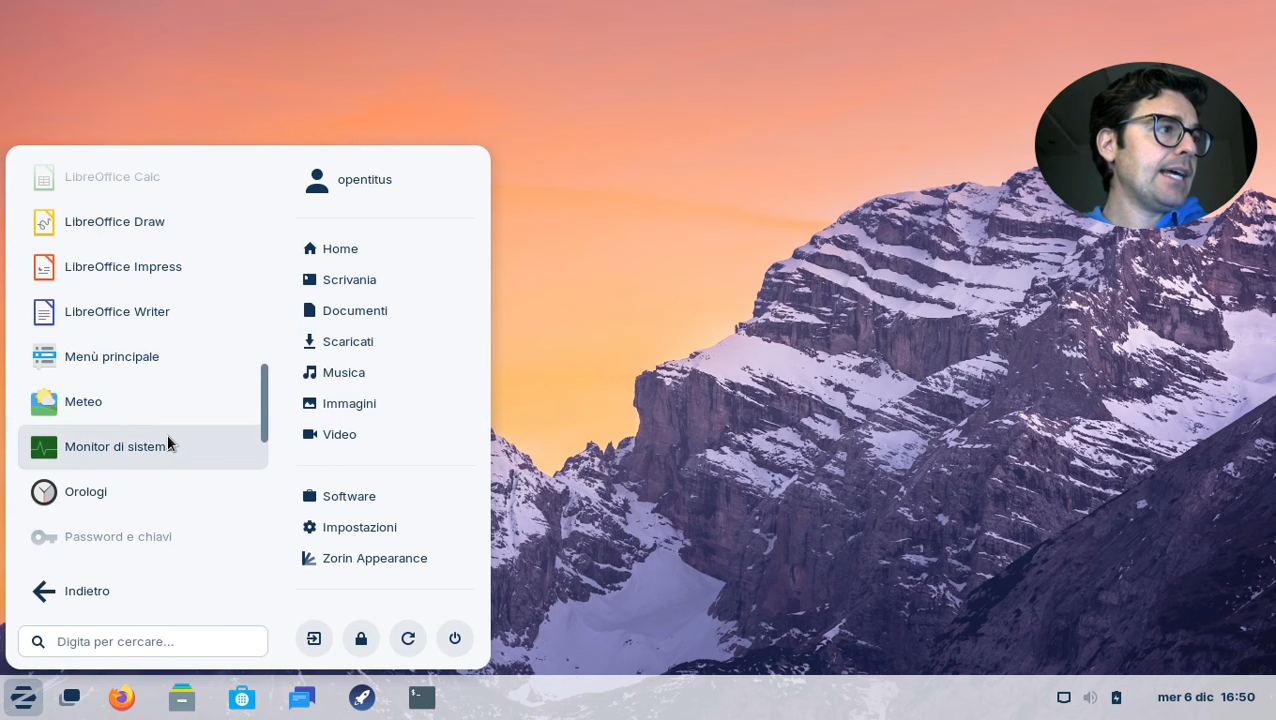 LibreOffice Calc
LibreOffice Draw
LibreOffice Impress
LibreOffice Writer
Menù principale
Meteo
Monitor di sistem
Orologi
Password e chiavi
Indietro
Digita per cercare...
opentitus
Home
Scrivania
Documenti
Scaricati
Musica
Immagini
Video
Software
Impostazioni
Zorin Appearance
mer 6 dic 16:50